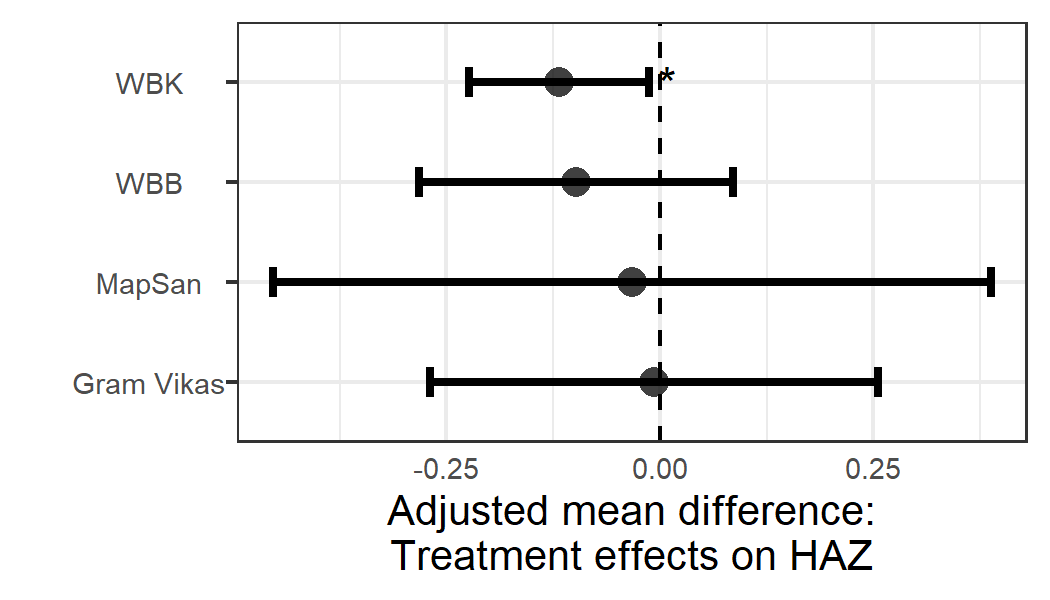 WBK
*
WBB
MapSan
Gram Vikas
-0.25 0.00 0.25
Adjusted mean difference:
Treatment effects on HAZ